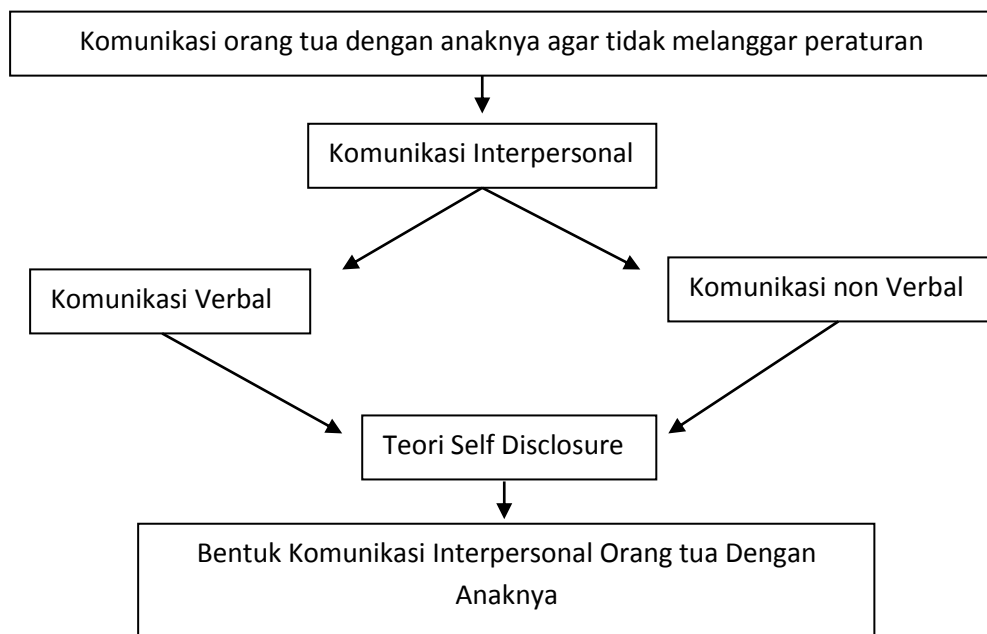 Komunikasi orang tua dengan anaknya agar tidak melanggar peraturan
Komunikasi Interpersonal
Komunikasi Verbal
Komunikasi non Verbal
Teori Self Disclosure
Bentuk Komunikasi Interpersonal Orang tua Dengan
Anaknya